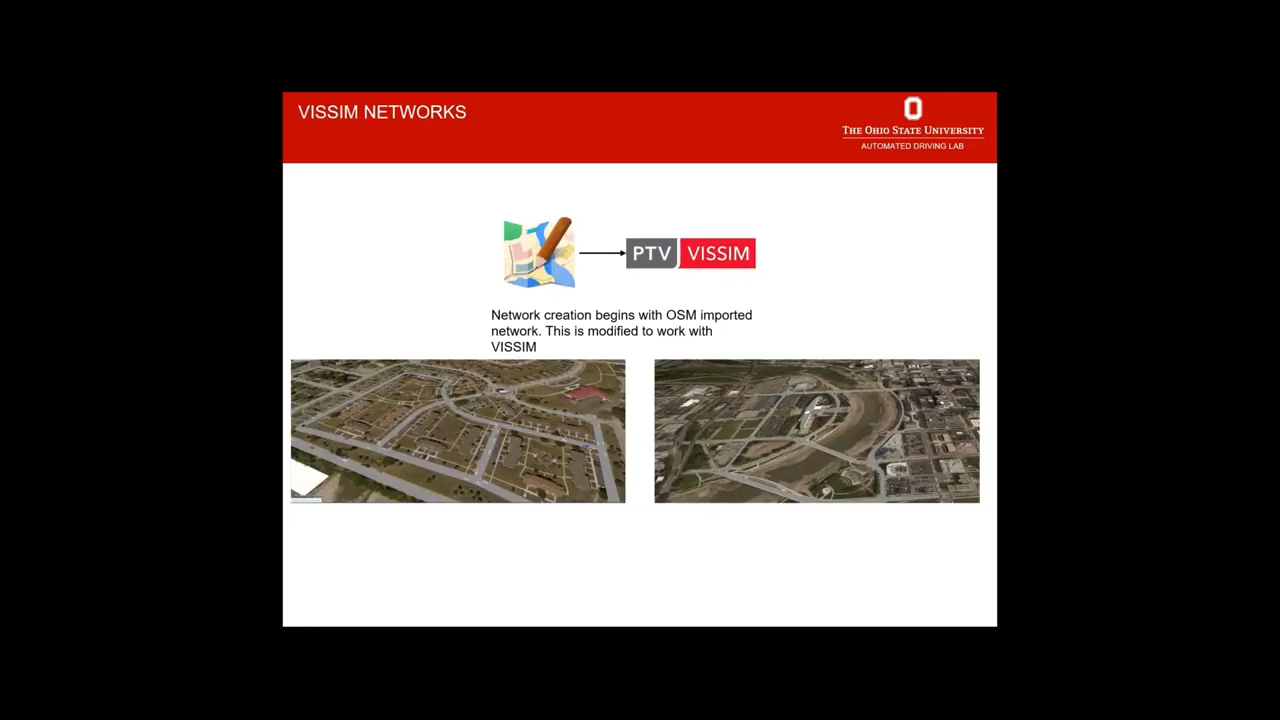 VISSIM NETWORKS
O
THE OHIO STATE UNIVERSITY
AUTOMATED DRIVING LAB
PTV VISSIM
Network creation begins with OSM imported
network. This is modified to work with
VISSIM